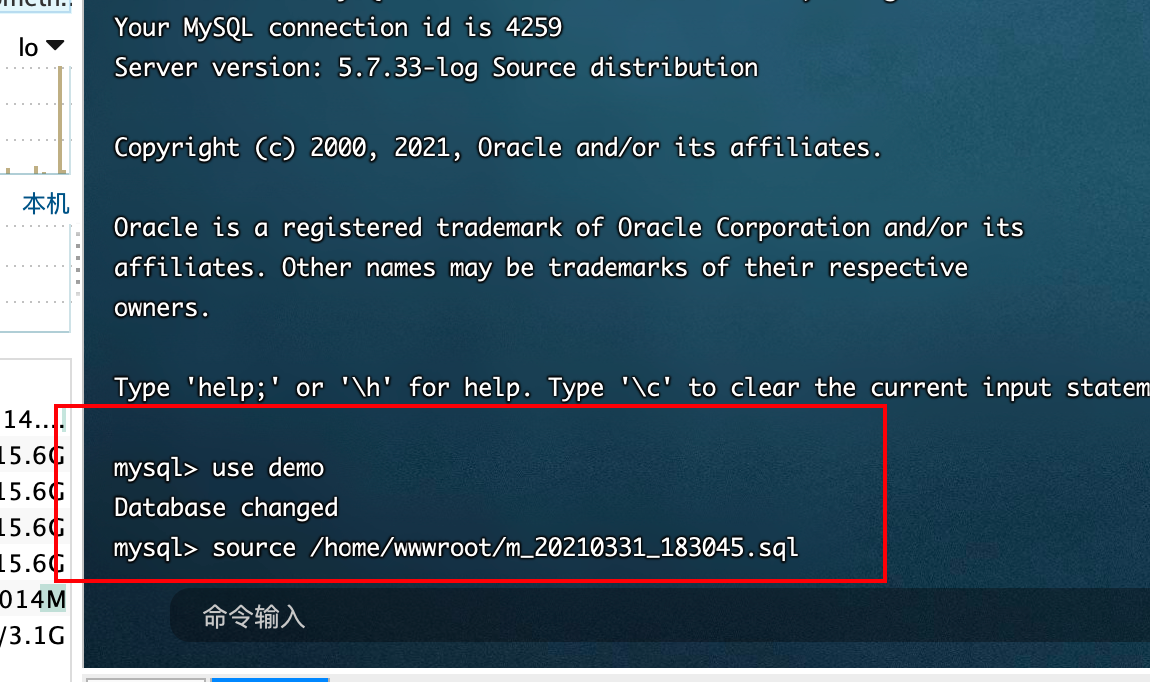 lo
本机
14....
15.6G
15.6G
15.6G
15.6G
014M
/3.1G
Your MySQL connection id is 4259
Server version: 5.7.33-log Source distribution
Copyright (c) 2000, 2021, Oracle and/or its affiliates.
Oracle is a registered trademark of Oracle Corporation and/or its
affiliates. Other names may be trademarks of their respective
owners.
Type 'help;' or '\h' for help. Type '\c' to clear the current input statem
mysql> use demo
Database changed
mysql> source /home/wwwroot/m_20210331_183045.sql
命令输入